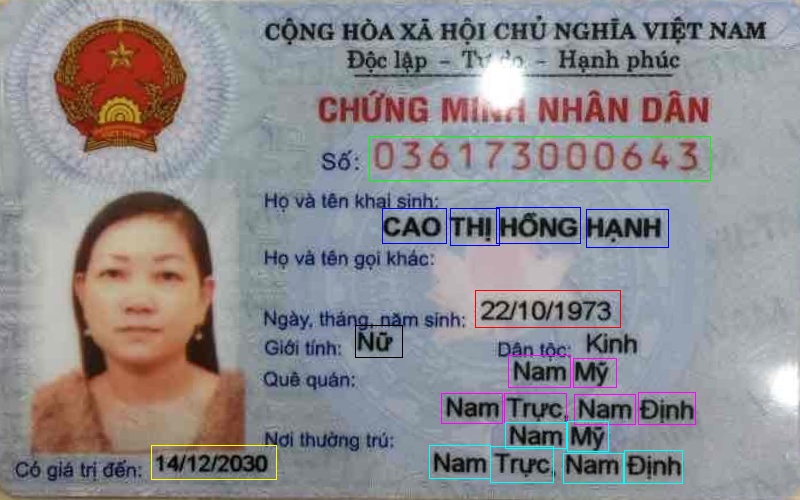 CỘNG HÒA XÃ HỘI CHỦ NGHĨA VIỆT NAM
Độc lập - Tự do - Hạnh phúc
CHỨNG MINH NHÂN DÂN
Số: 036173000643
Họ và tên khai sinh:
CAO THỊ HỒNG HẠNH
Họ và tên gọi khác:
Ngày, tháng, năm sinh: 22/10/1973
Giới tính: Nữ Dân tộc: Kinh
Quê quán: Nam Mỹ
Nam Trực, Nam Định
Nơi thường trú: Nam Mỹ
Có giá trị đến: 14/12/2030 Nam Trực, Nam Định